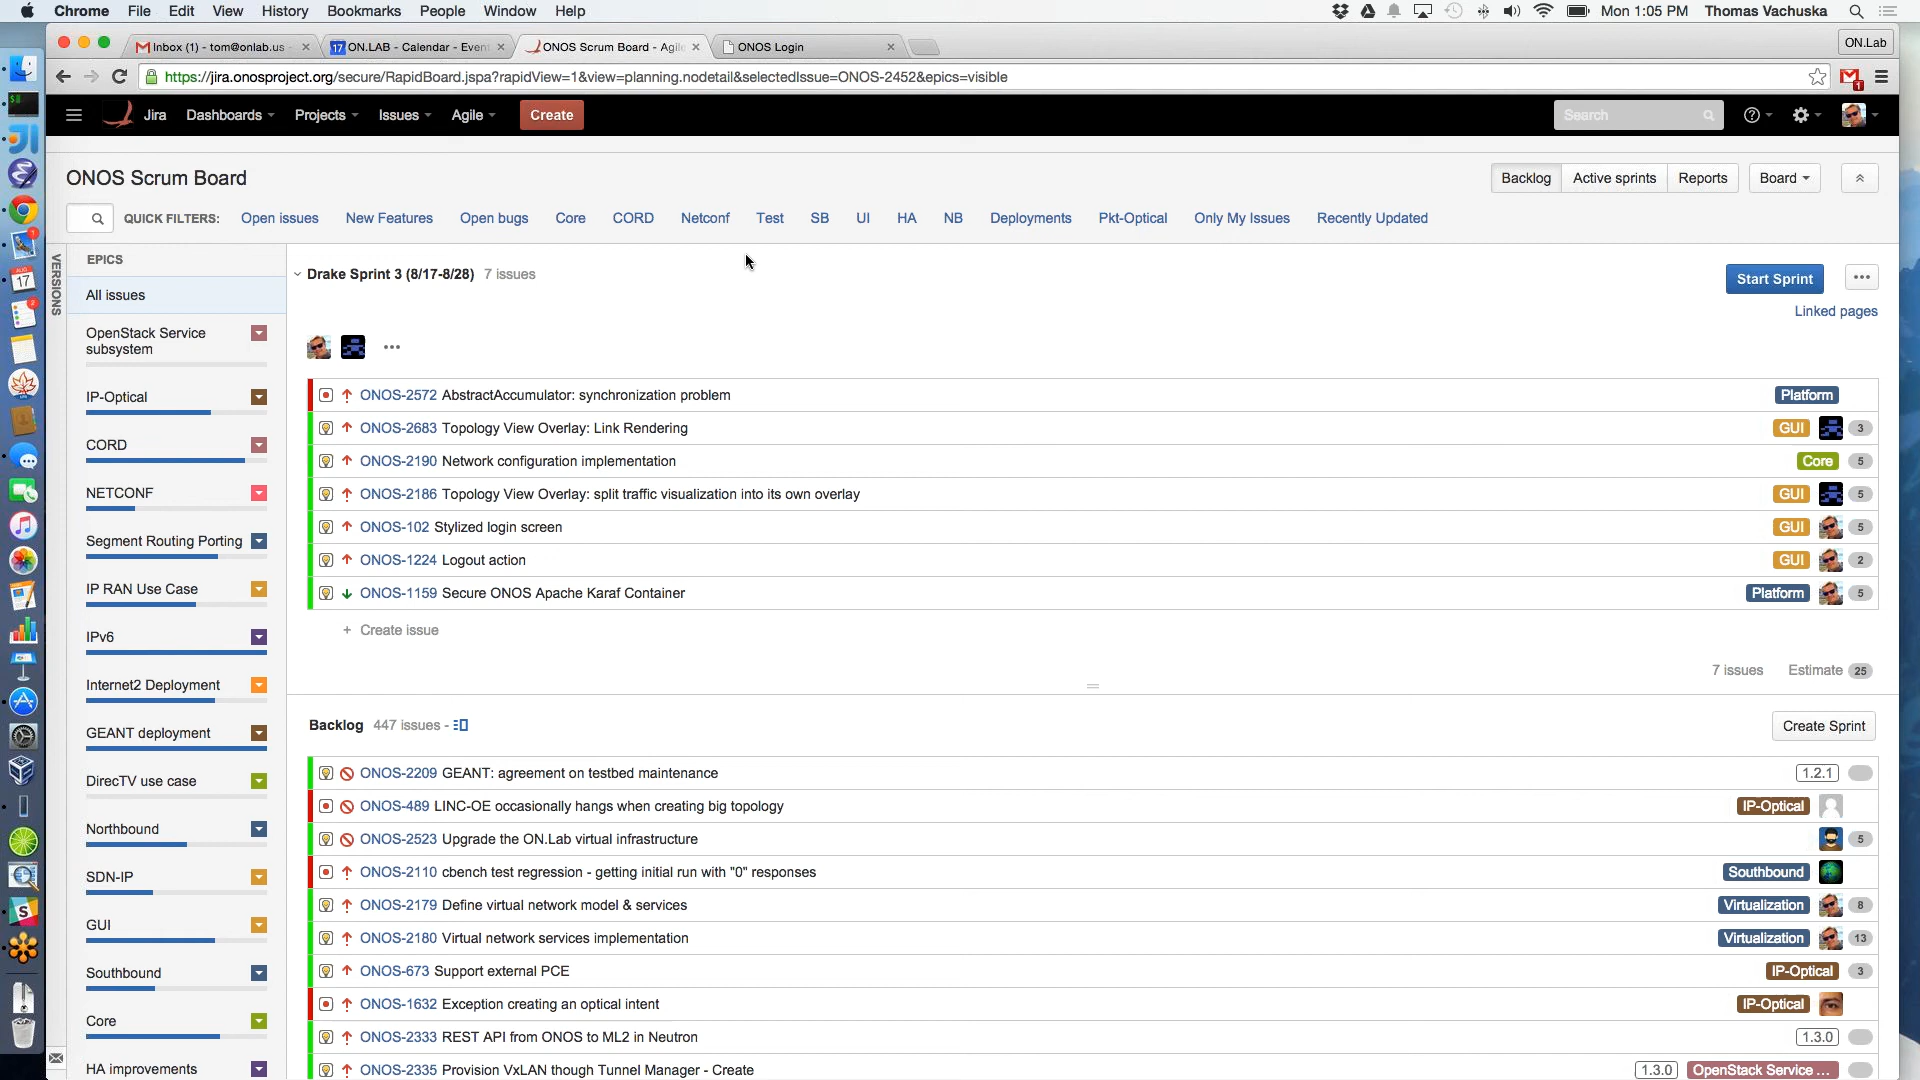 Chrome File Edit View History Bookmarks People Window Help Mon 1:05 PM Thomas Vachuska
Inbox (1) - tom@onlab.us ON.LAB - Calendar - Event ONOS Scrum Board - Agile ONOS Login ON.Lab
https://jira.onosproject.org/secure/RapidBoard.jspa?rapidView=1&view=planning.nodetail&selectedIssue=ONOS-2452&epics=visible
Jira Dashboards Projects Issues Agile Create Search
ONOS Scrum Board
Backlog Active sprints Reports Board
QUICK FILTERS: Open issues New Features Open bugs Core CORD Netconf Test SB UI HA NB Deployments Pkt-Optical Only My Issues Recently Updated
VERSIONS
EPICS
All issues
OpenStack Service
subsystem
IP-Optical
CORD
NETCONF
Segment Routing Porting
IP RAN Use Case
IPv6
Internet2 Deployment
GEANT deployment
DirecTV use case
Northbound
SDN-IP
GUI
Southbound
Core
HA improvements
Drake Sprint 3 (8/17-8/28) 7 issues
Start Sprint
Linked pages
ONOS-2572 AbstractAccumulator: synchronization problem Platform
ONOS-2683 Topology View Overlay: Link Rendering GUI 3
ONOS-2190 Network configuration implementation Core 5
ONOS-2186 Topology View Overlay: split traffic visualization into its own overlay GUI 5
ONOS-102 Stylized login screen GUI 5
ONOS-1224 Logout action GUI 2
ONOS-1159 Secure ONOS Apache Karaf Container Platform 5
+ Create issue
7 issues Estimate 25
Backlog 447 issues -
Create Sprint
ONOS-2209 GEANT: agreement on testbed maintenance 1.2.1
ONOS-489 LINC-OE occasionally hangs when creating big topology IP-Optical
ONOS-2523 Upgrade the ON.Lab virtual infrastructure 5
ONOS-2110 cbench test regression - getting initial run with "0" responses Southbound
ONOS-2179 Define virtual network model & services Virtualization 8
ONOS-2180 Virtual network services implementation Virtualization 13
ONOS-673 Support external PCE IP-Optical 3
ONOS-1632 Exception creating an optical intent IP-Optical
ONOS-2333 REST API from ONOS to ML2 in Neutron 1.3.0
ONOS-2335 Provision VxLAN though Tunnel Manager - Create 1.3.0 OpenStack Service ...